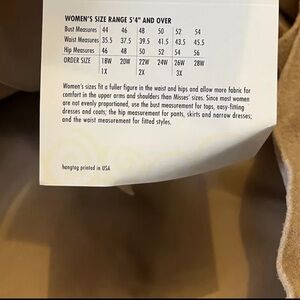 WOMEN'S SIZE RANGE 5'4" AND OVER
Bust Measures 44 46 48 50 52 54
Waist Measures 35.5 37.5 39.5 41.5 43.5 45.5
Hip Measures 46 48 50 52 54 56
ORDER SIZE 18W 20W 22W 24W 26W 28W
1X 2X 3X
Women's sizes fit a fuller figure in the waist and hips and allow more fabric for
comfort in the upper arms and shoulders than Misses' sizes. Since most women
are not evenly proportioned, use the bust measurement for tops, easy-fitting
dresses and coats; the hip measurement for pants, skirts and narrow dresses;
and the waist measurement for fitted styles.
hangtag printed in USA